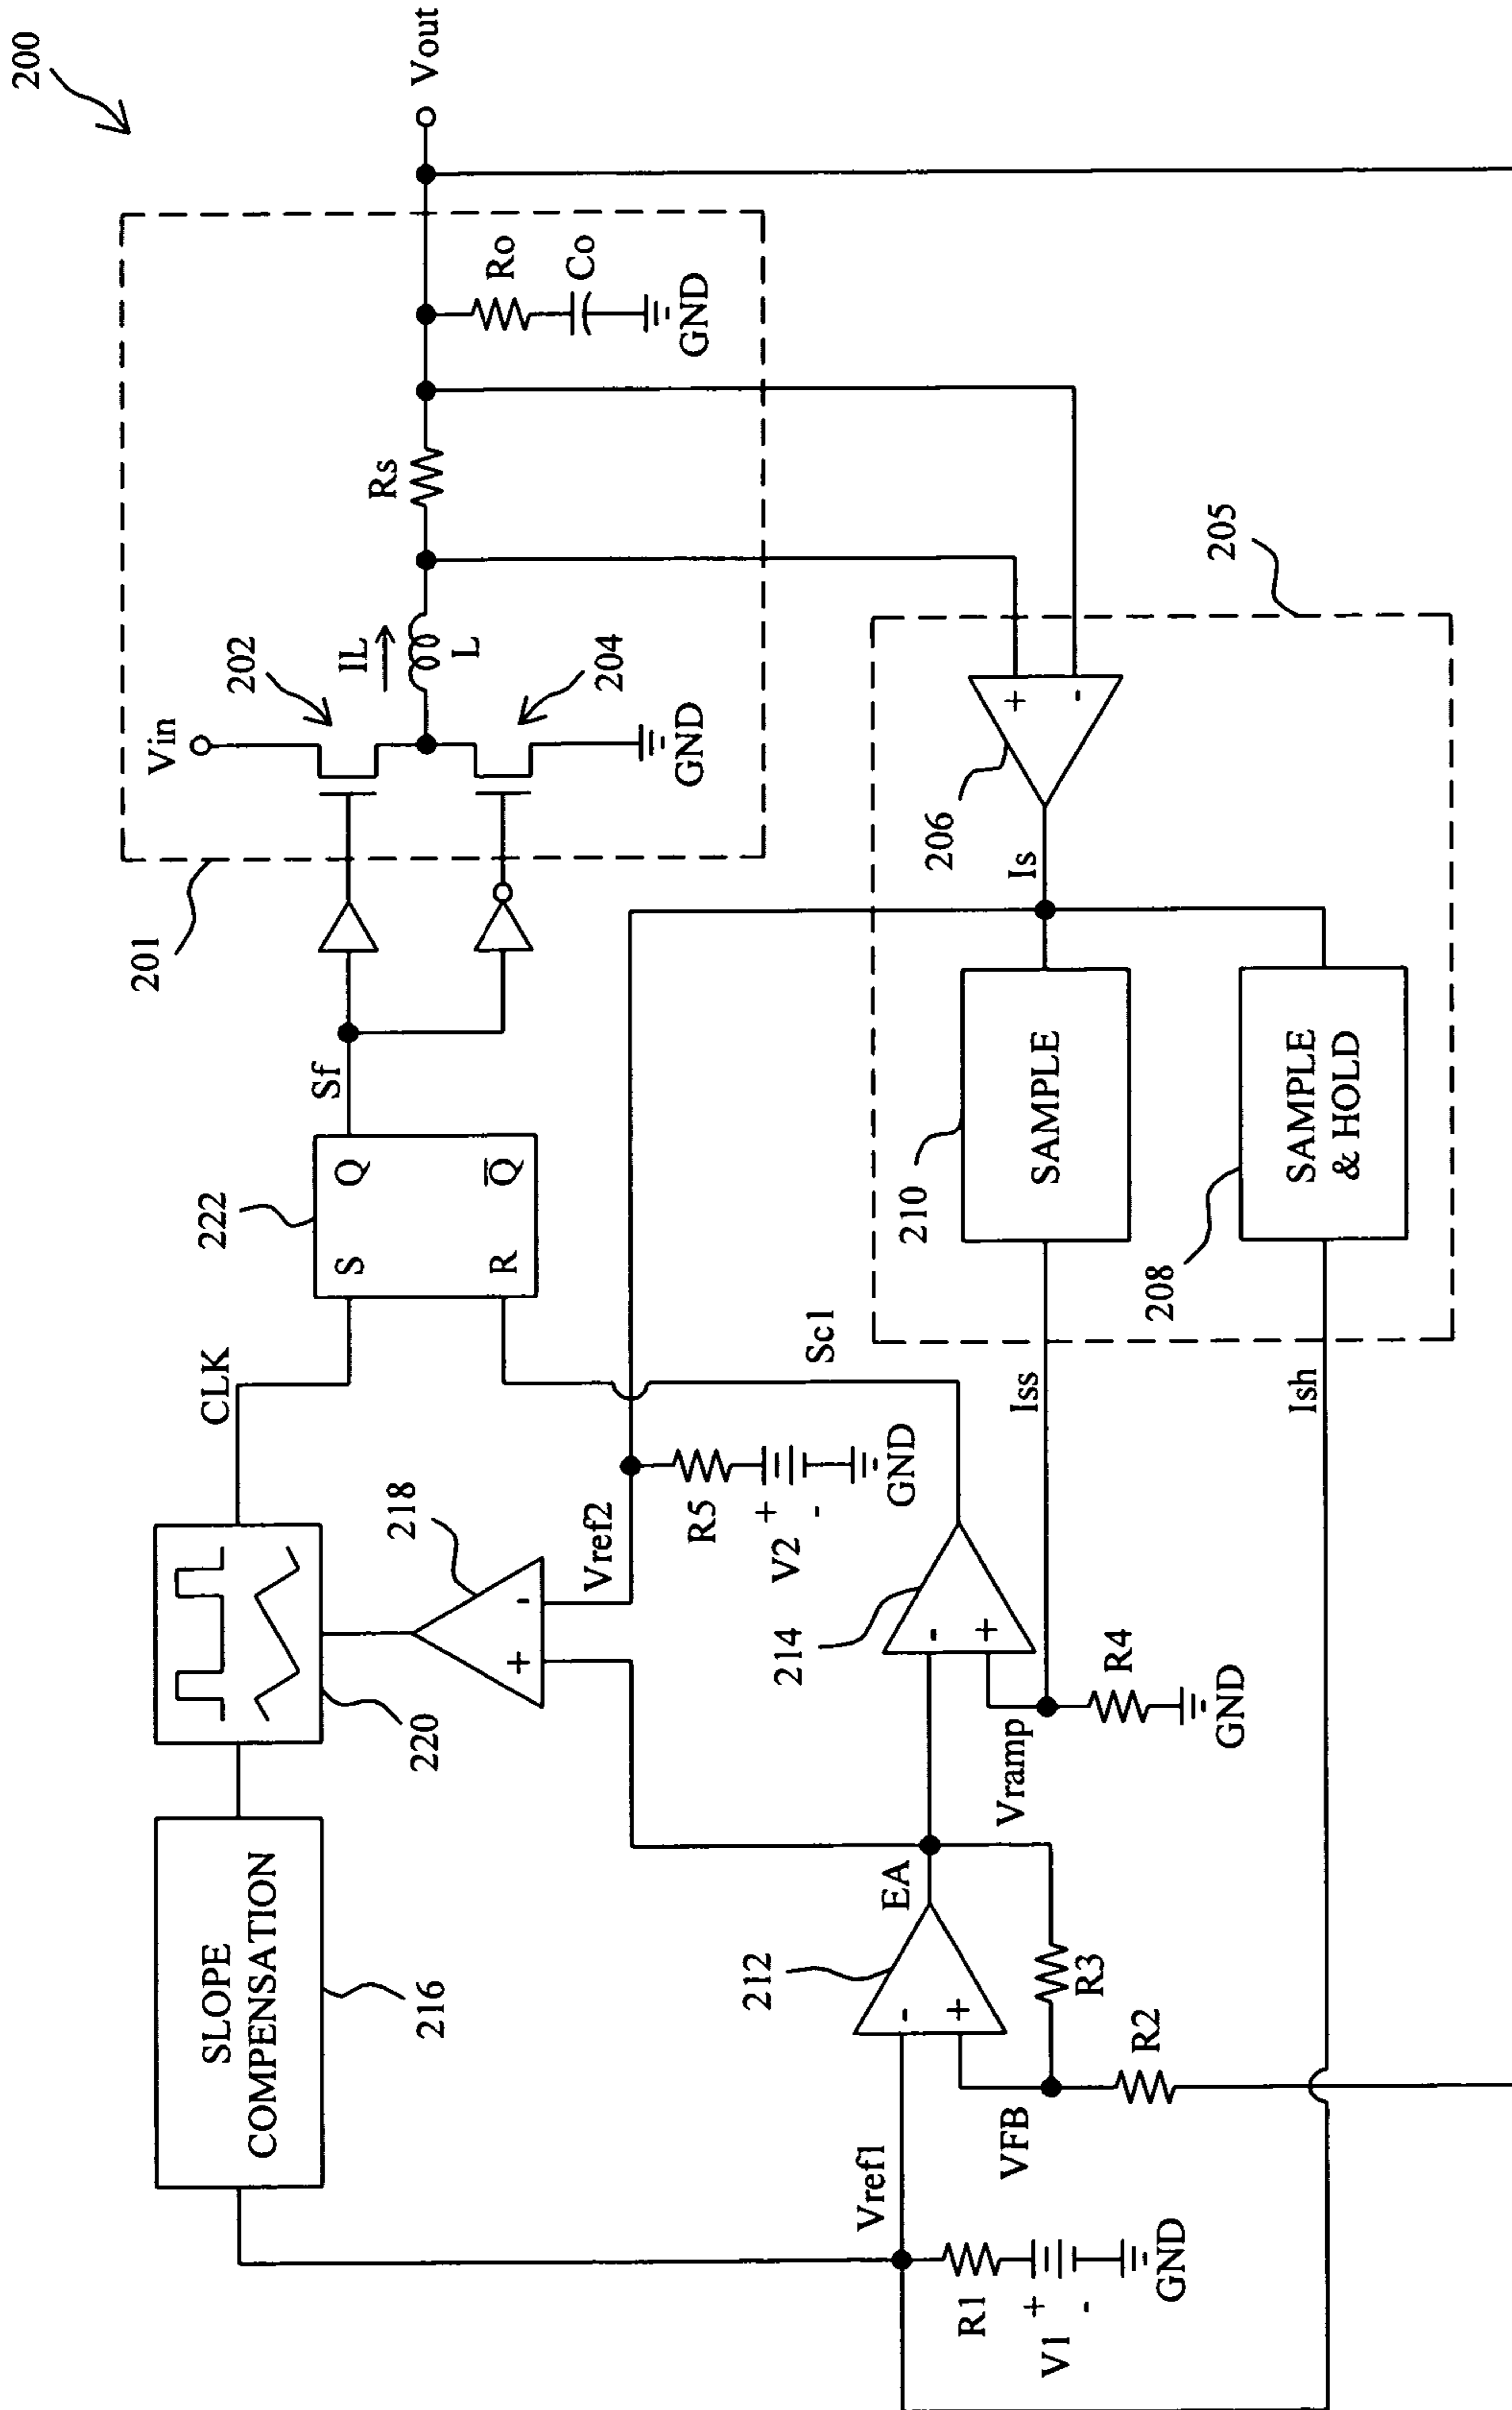 200
SLOPE
COMPENSATION
216
220
CLK
218
222
S
Q
R
Q̅
Sf
201
Vin
202
IL
L
204
GND
Rs
Ro
Co
GND
Vout
+
-
Vref2
R5
V2
+
-
GND
Sc1
Vref1
R1
V1
+
-
GND
212
-
+
EA
VFB
R3
R2
214
-
+
Vramp
R4
GND
Iss
Ish
210
SAMPLE
208
SAMPLE
& HOLD
Is
206
+
-
205